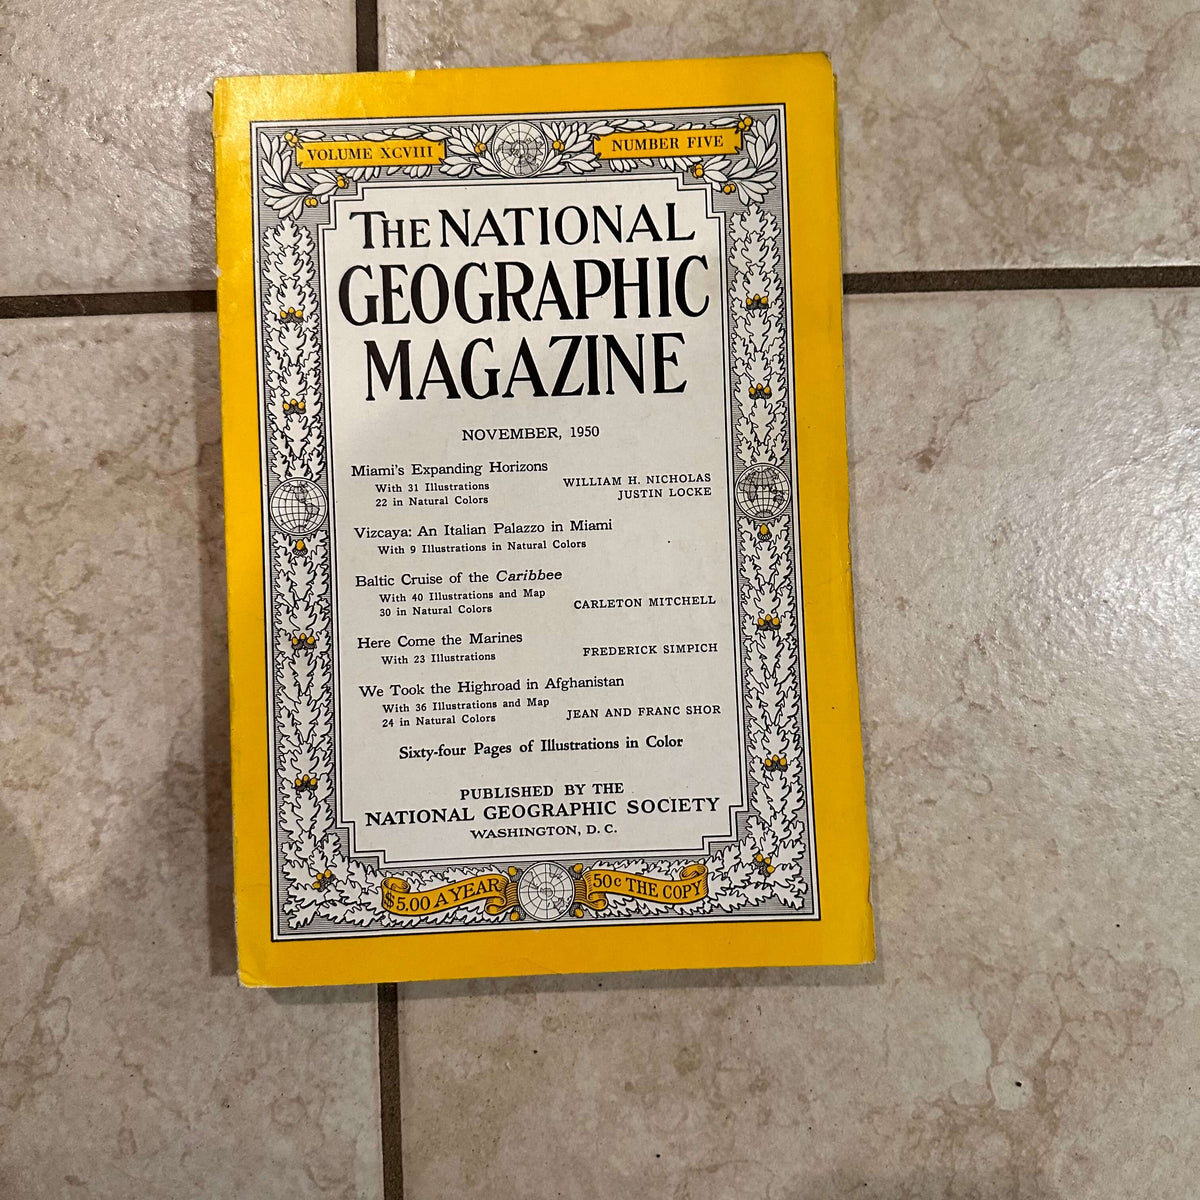 VOLUME XCVIII
NUMBER FIVE
THE NATIONAL
GEOGRAPHIC
MAGAZINE
NOVEMBER, 1950
Miami's Expanding Horizons
With 31 Illustrations
22 in Natural Colors
WILLIAM H. NICHOLAS
JUSTIN LOCKE
Vizcaya: An Italian Palazzo in Miami
With 9 Illustrations in Natural Colors
Baltic Cruise of the Caribbee
With 40 Illustrations and Map
30 in Natural Colors
CARLETON MITCHELL
Here Come the Marines
With 23 Illustrations
FREDERICK SIMPICH
We Took the Highroad in Afghanistan
With 36 Illustrations and Map
24 in Natural Colors
JEAN AND FRANC SHOR
Sixty-four Pages of Illustrations in Color
PUBLISHED BY THE
NATIONAL GEOGRAPHIC SOCIETY
WASHINGTON, D. C.
$5.00 A YEAR
50c THE COPY